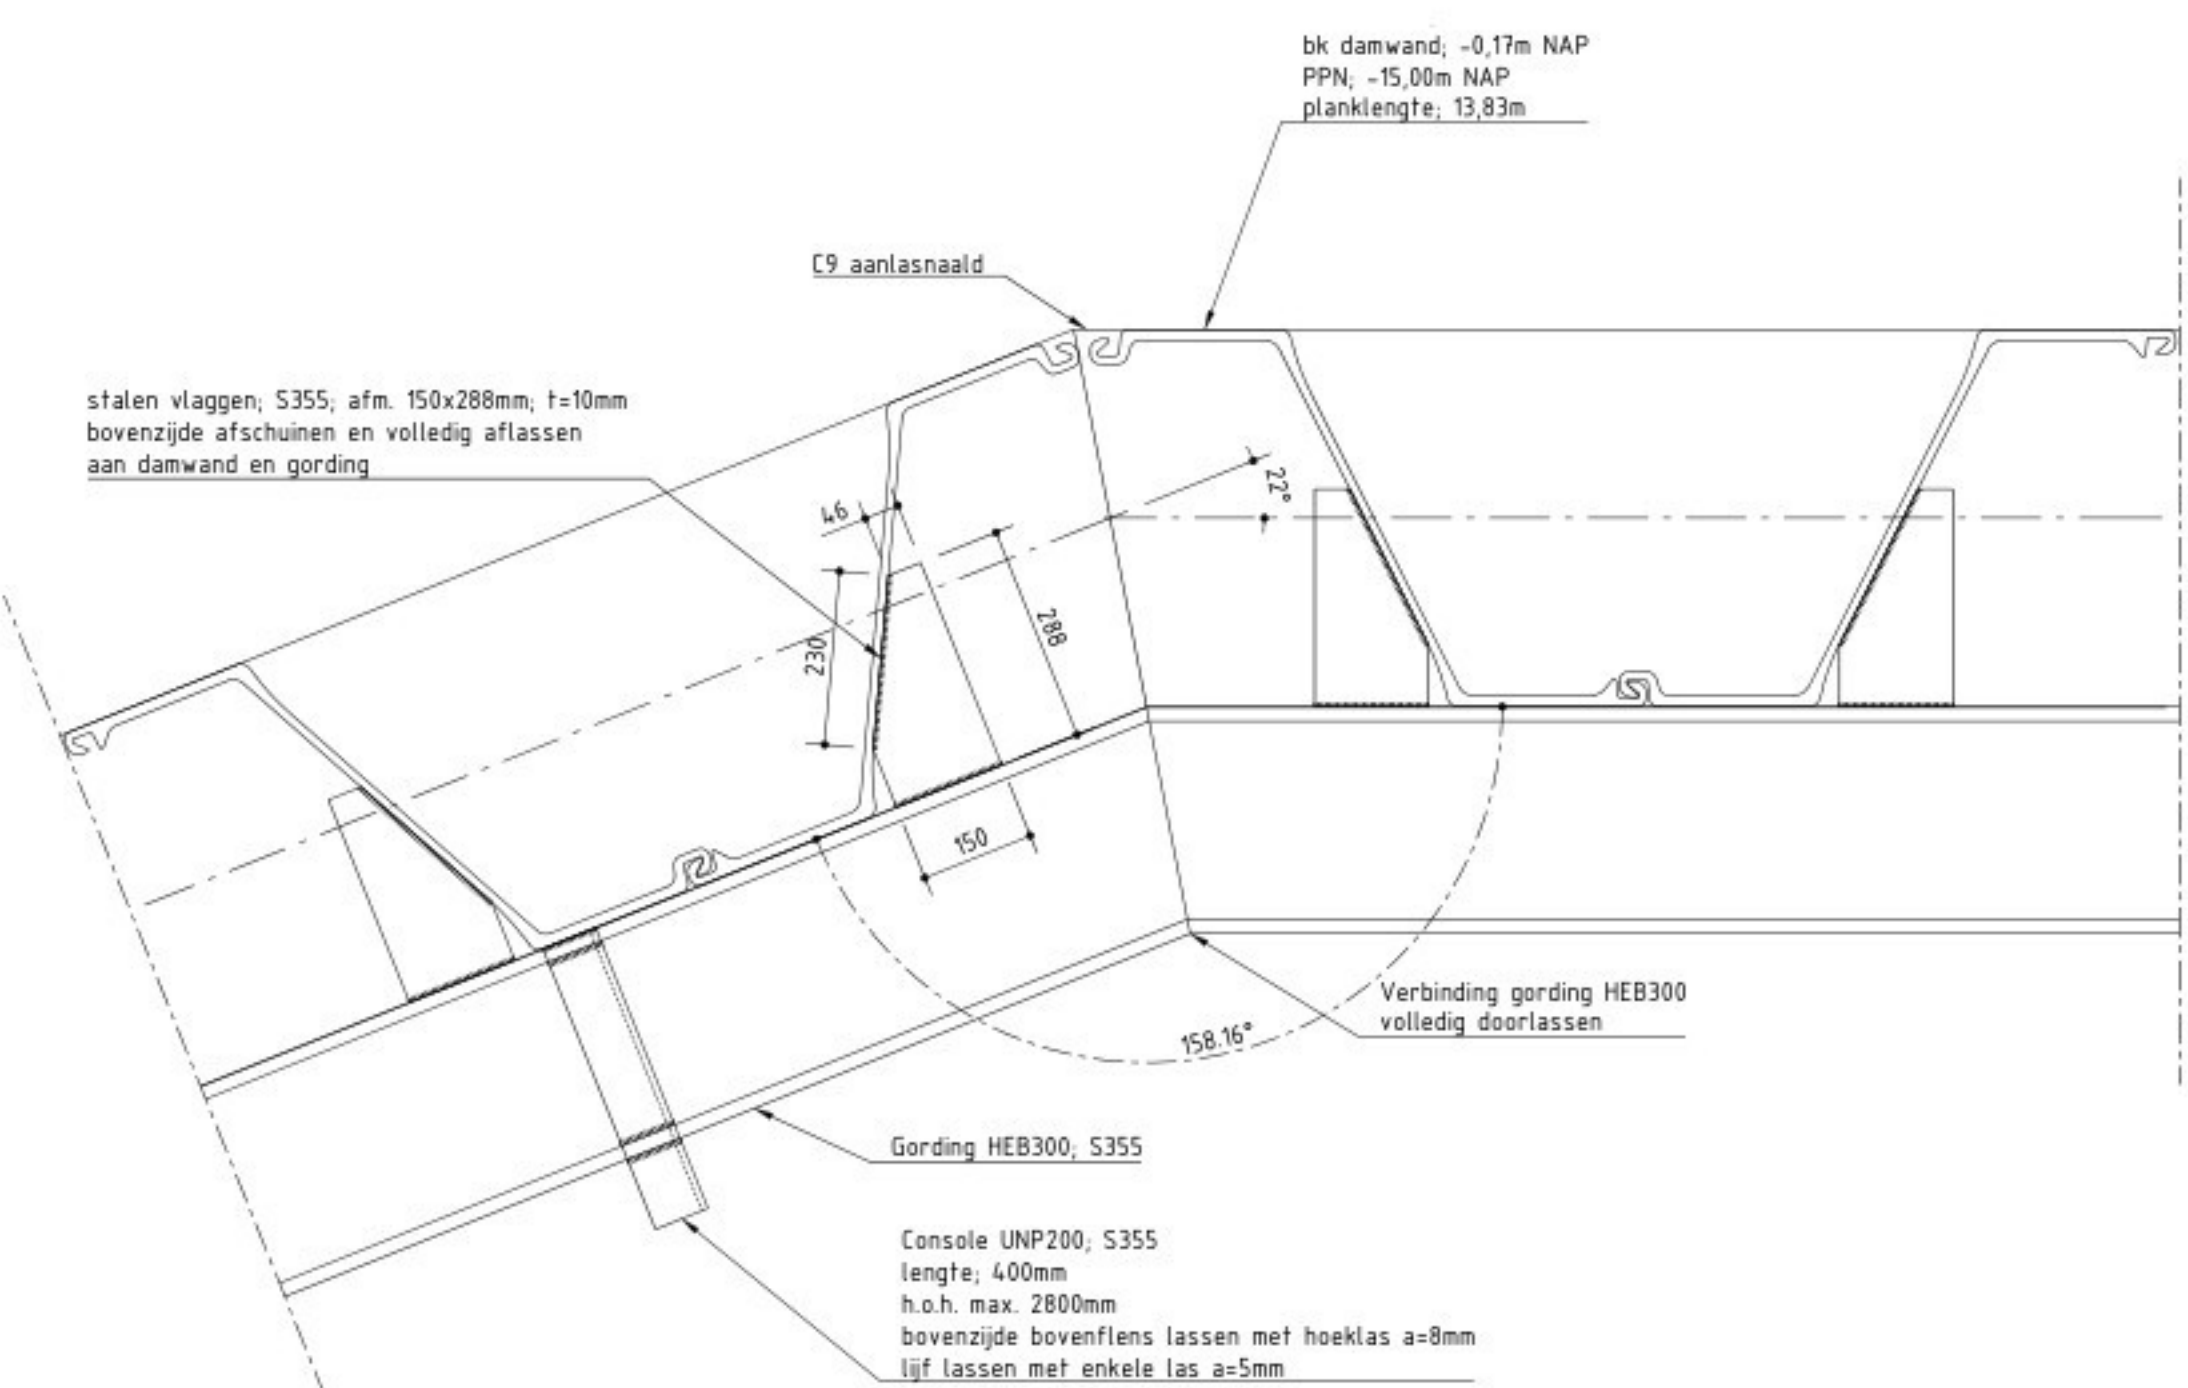 bk damwand; -0,17m NAP
PPN; -15,00m NAP
planklengte; 13,83m
C9 aanlasnaald
stalen vlaggen; S355; afm. 150x288mm; t=10mm
bovenzijde afschuinen en volledig aflassen
aan damwand en gording
46
22°
288
230
150
Verbinding gording HEB300
volledig doorlassen
158.16°
Gording HEB300; S355
Console UNP200; S355
lengte; 400mm
h.o.h. max. 2800mm
bovenzijde bovenflens lassen met hoeklas a=8mm
lijf lassen met enkele las a=5mm